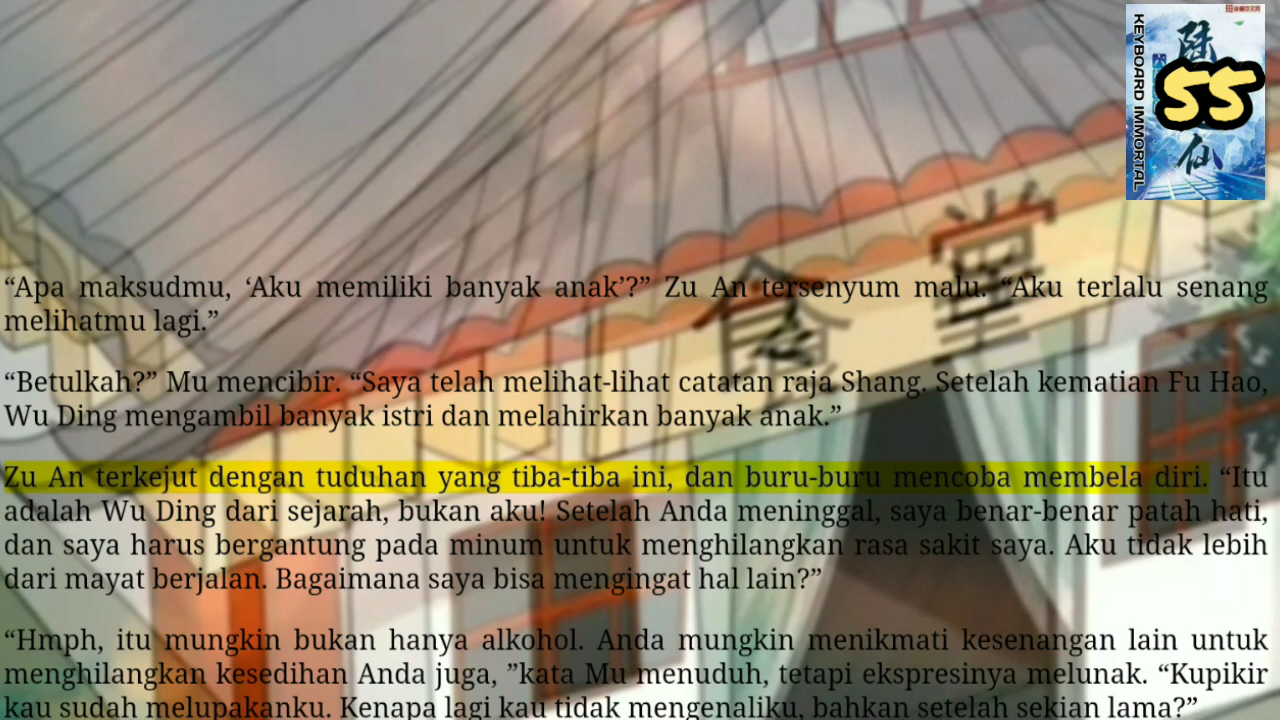 陆
仙
KEYBOARD IMMORTAL
55
食堂
“Apa maksudmu, ‘Aku memiliki banyak anak’?” Zu An tersenyum malu. “Aku terlalu senang
melihatmu lagi.”
“Betulkah?” Mu mencibir. “Saya telah melihat-lihat catatan raja Shang. Setelah kematian Fu Hao,
Wu Ding mengambil banyak istri dan melahirkan banyak anak.”
Zu An terkejut dengan tuduhan yang tiba-tiba ini, dan buru-buru mencoba membela diri. “Itu
adalah Wu Ding dari sejarah, bukan aku! Setelah Anda meninggal, saya benar-benar patah hati,
dan saya harus bergantung pada minum untuk menghilangkan rasa sakit saya. Aku tidak lebih
dari mayat berjalan. Bagaimana saya bisa mengingat hal lain?”
“Hmph, itu mungkin bukan hanya alkohol. Anda mungkin menikmati kesenangan lain untuk
menghilangkan kesedihan Anda juga, ”kata Mu menuduh, tetapi ekspresinya melunak. “Kupikir
kau sudah melupakanku. Kenapa lagi kau tidak mengenaliku, bahkan setelah sekian lama?”